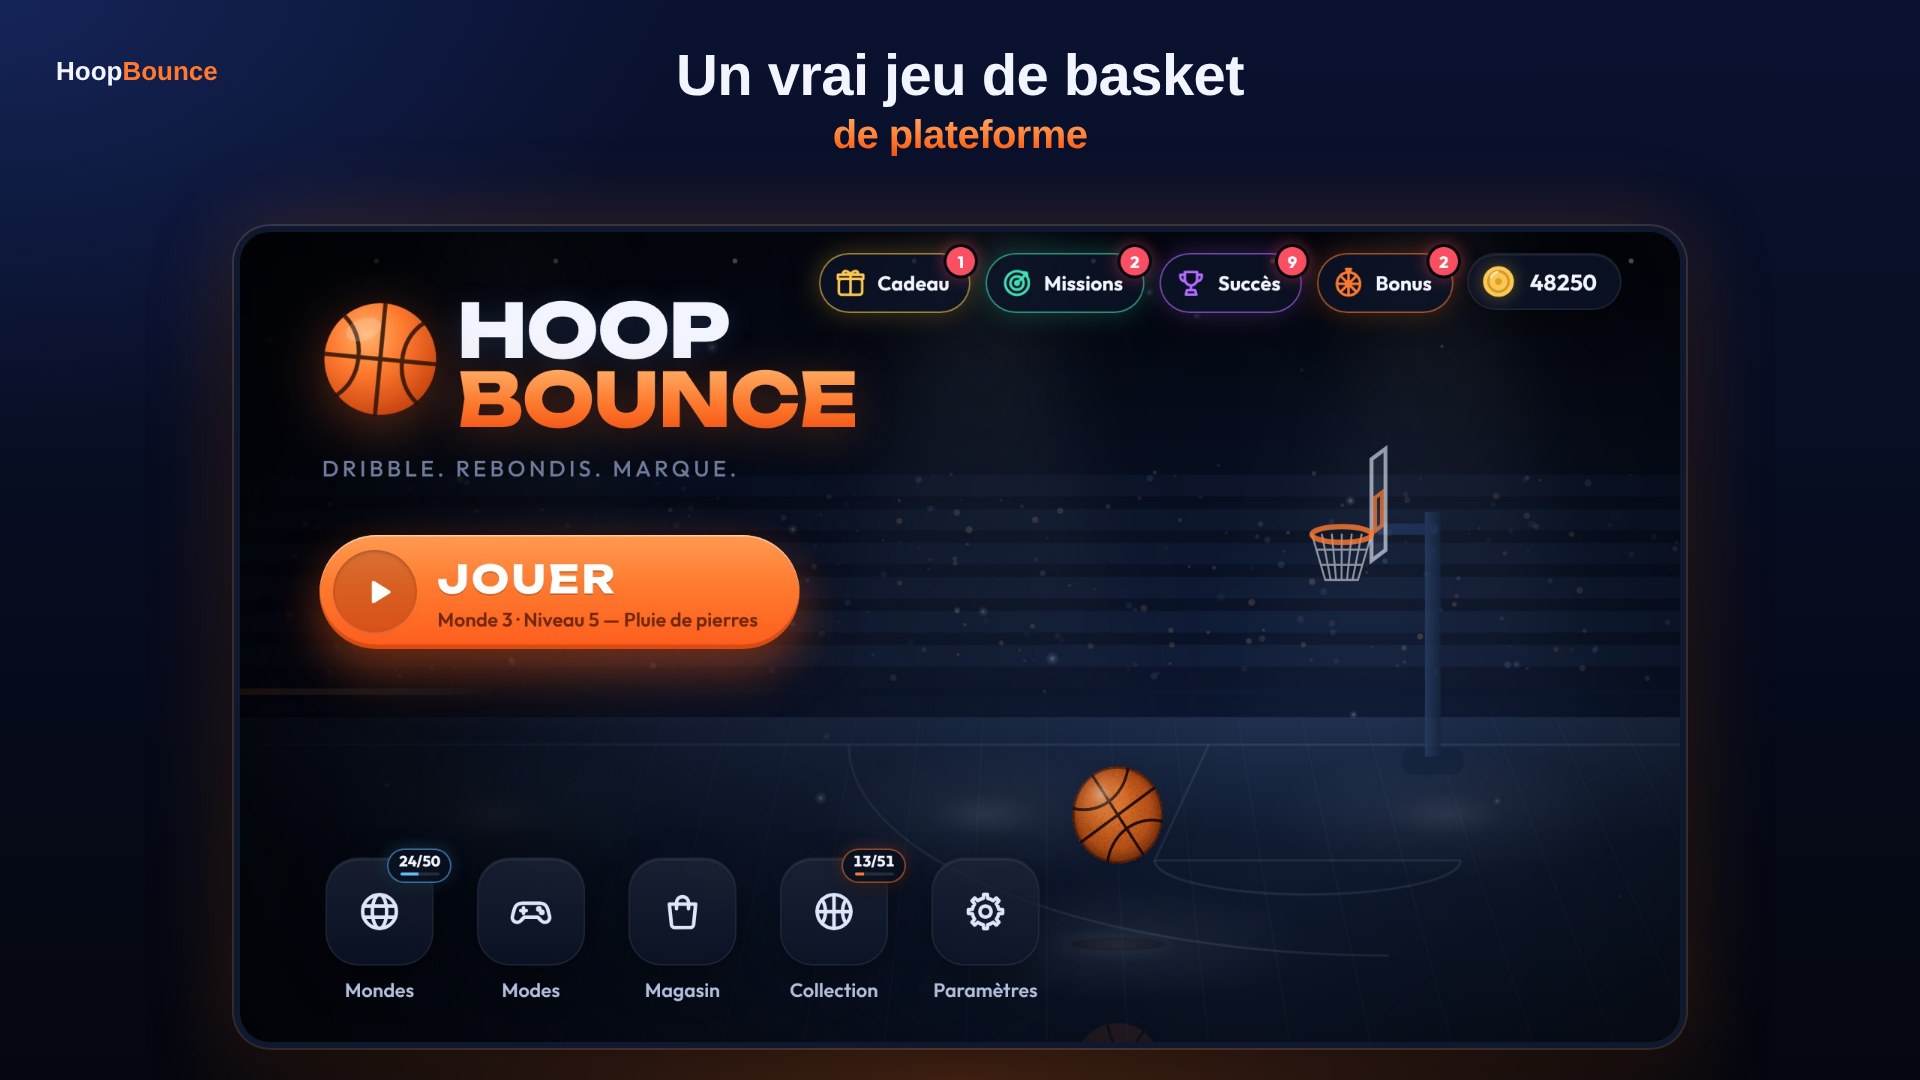 HoopBounce
Un vrai jeu de basket
de plateforme
Cadeau 1
Missions 2
Succès 9
Bonus 2
48250
HOOP
BOUNCE
DRIBBLE. REBONDIS. MARQUE.
JOUER
Monde 3 · Niveau 5 — Pluie de pierres
24/50
13/51
Mondes
Modes
Magasin
Collection
Paramètres